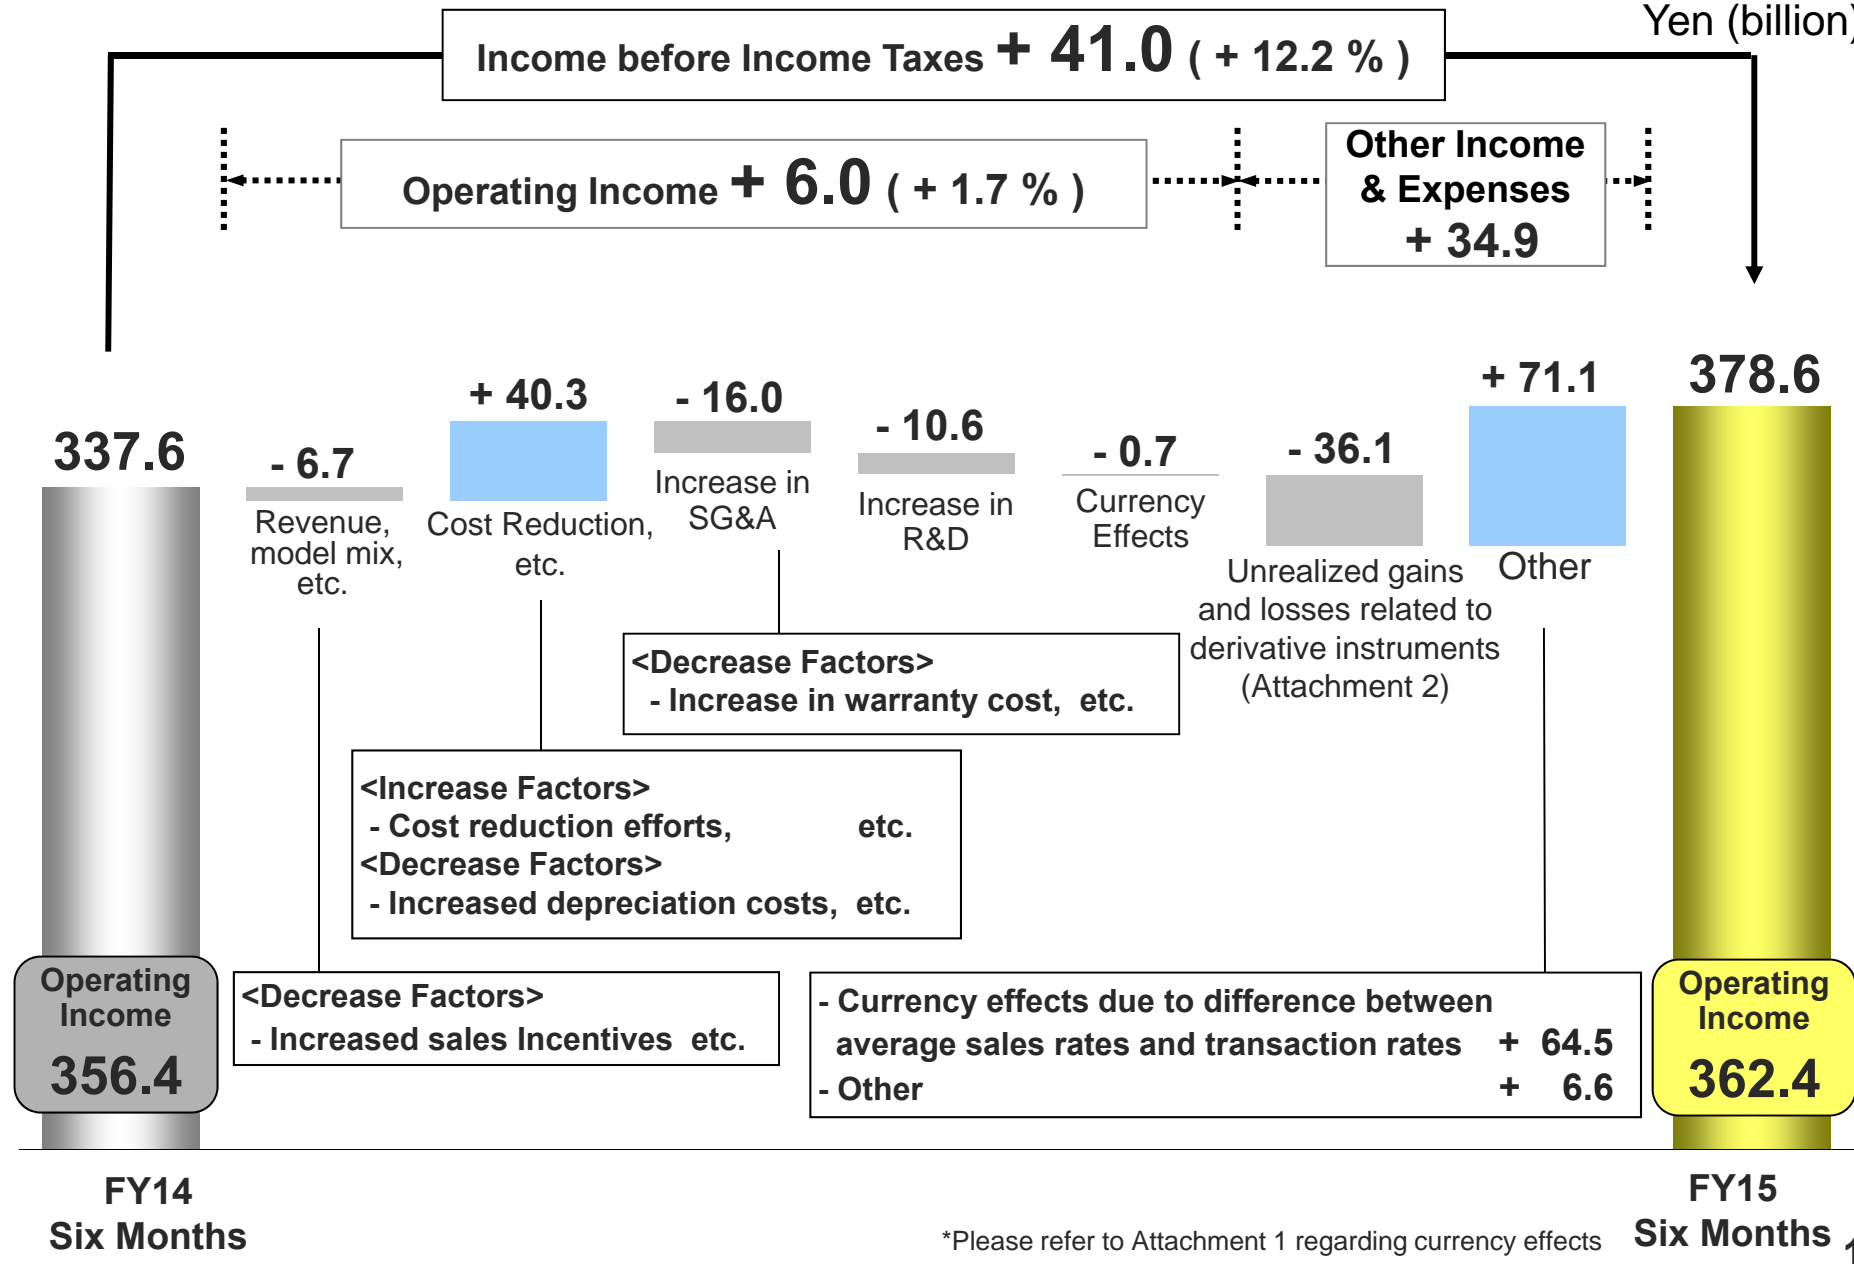 Yen (billion)
Income before Income Taxes + 41.0 ( + 12.2 % )
Operating Income + 6.0 ( + 1.7 % )
Other Income
& Expenses
+ 34.9
337.6
- 6.7
Revenue,
model mix,
etc.
+ 40.3
Cost Reduction,
etc.
- 16.0
Increase in
SG&A
- 10.6
Increase in
R&D
- 0.7
Currency
Effects
- 36.1
Unrealized gains
and losses related to
derivative instruments
(Attachment 2)
+ 71.1
Other
378.6
<Decrease Factors>
- Increase in warranty cost, etc.
<Increase Factors>
- Cost reduction efforts, etc.
<Decrease Factors>
- Increased depreciation costs, etc.
<Decrease Factors>
- Increased sales Incentives etc.
- Currency effects due to difference between
average sales rates and transaction rates + 64.5
- Other + 6.6
Operating
Income
356.4
Operating
Income
362.4
FY14
Six Months
FY15
Six Months
*Please refer to Attachment 1 regarding currency effects